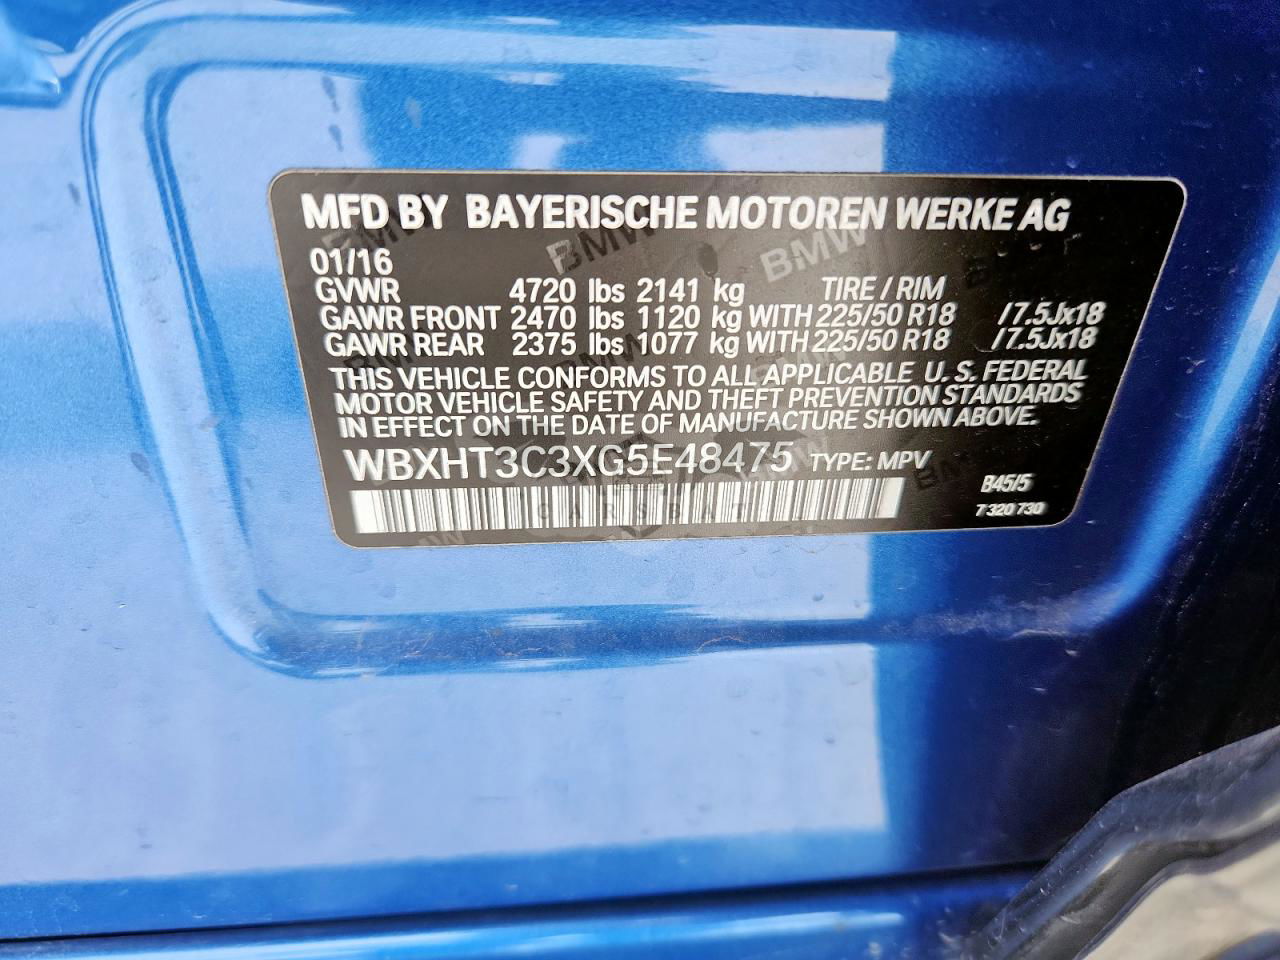 MFD BY BAYERISCHE MOTOREN WERKE AG
01/16
GVWR 4720 lbs 2141 kg TIRE / RIM
GAWR FRONT 2470 lbs 1120 kg WITH 225/50 R18 /7.5Jx18
GAWR REAR 2375 lbs 1077 kg WITH 225/50 R18 /7.5Jx18
THIS VEHICLE CONFORMS TO ALL APPLICABLE U. S. FEDERAL
MOTOR VEHICLE SAFETY AND THEFT PREVENTION STANDARDS
IN EFFECT ON THE DATE OF MANUFACTURE SHOWN ABOVE.
WBXHT3C3XG5E48475 TYPE: MPV
B45/5
7 320 730